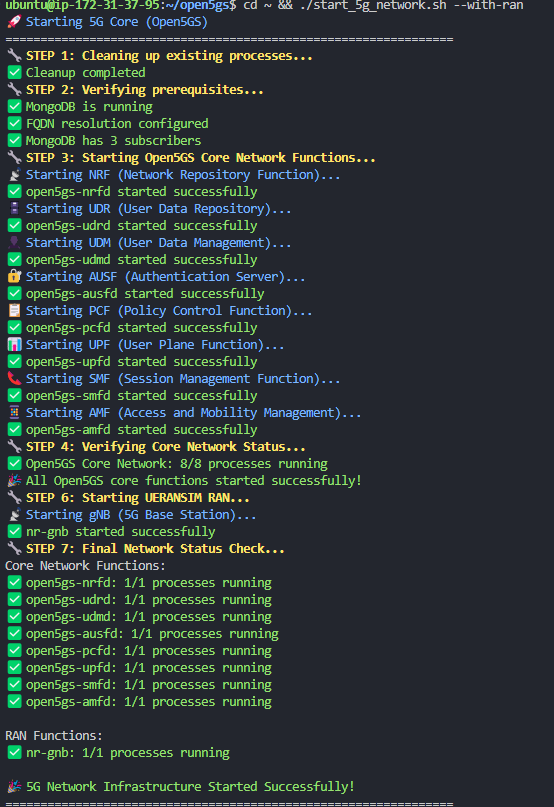 ubuntu@ip-172-31-37-95:~/open5gs$ cd ~ && ./start_5g_network.sh --with-ran
🚀 Starting 5G Core (Open5GS)
============================================================
🔧 STEP 1: Cleaning up existing processes...
✅ Cleanup completed
🔧 STEP 2: Verifying prerequisites...
✅ MongoDB is running
✅ FQDN resolution configured
✅ MongoDB has 3 subscribers
🔧 STEP 3: Starting Open5GS Core Network Functions...
📡 Starting NRF (Network Repository Function)...
✅ open5gs-nrfd started successfully
🗄 Starting UDR (User Data Repository)...
✅ open5gs-udrd started successfully
👤 Starting UDM (User Data Management)...
✅ open5gs-udmd started successfully
🔐 Starting AUSF (Authentication Server)...
✅ open5gs-ausfd started successfully
📋 Starting PCF (Policy Control Function)...
✅ open5gs-pcfd started successfully
📊 Starting UPF (User Plane Function)...
✅ open5gs-upfd started successfully
📞 Starting SMF (Session Management Function)...
✅ open5gs-smfd started successfully
📱 Starting AMF (Access and Mobility Management)...
✅ open5gs-amfd started successfully
🔧 STEP 4: Verifying Core Network Status...
✅ Open5GS Core Network: 8/8 processes running
🎉 All Open5GS core functions started successfully!
🔧 STEP 6: Starting UERANSIM RAN...
📡 Starting gNB (5G Base Station)...
✅ nr-gnb started successfully
🔧 STEP 7: Final Network Status Check...
Core Network Functions:
✅ open5gs-nrfd: 1/1 processes running
✅ open5gs-udrd: 1/1 processes running
✅ open5gs-udmd: 1/1 processes running
✅ open5gs-ausfd: 1/1 processes running
✅ open5gs-pcfd: 1/1 processes running
✅ open5gs-upfd: 1/1 processes running
✅ open5gs-smfd: 1/1 processes running
✅ open5gs-amfd: 1/1 processes running
RAN Functions:
✅ nr-gnb: 1/1 processes running
🎉 5G Network Infrastructure Started Successfully!
============================================================